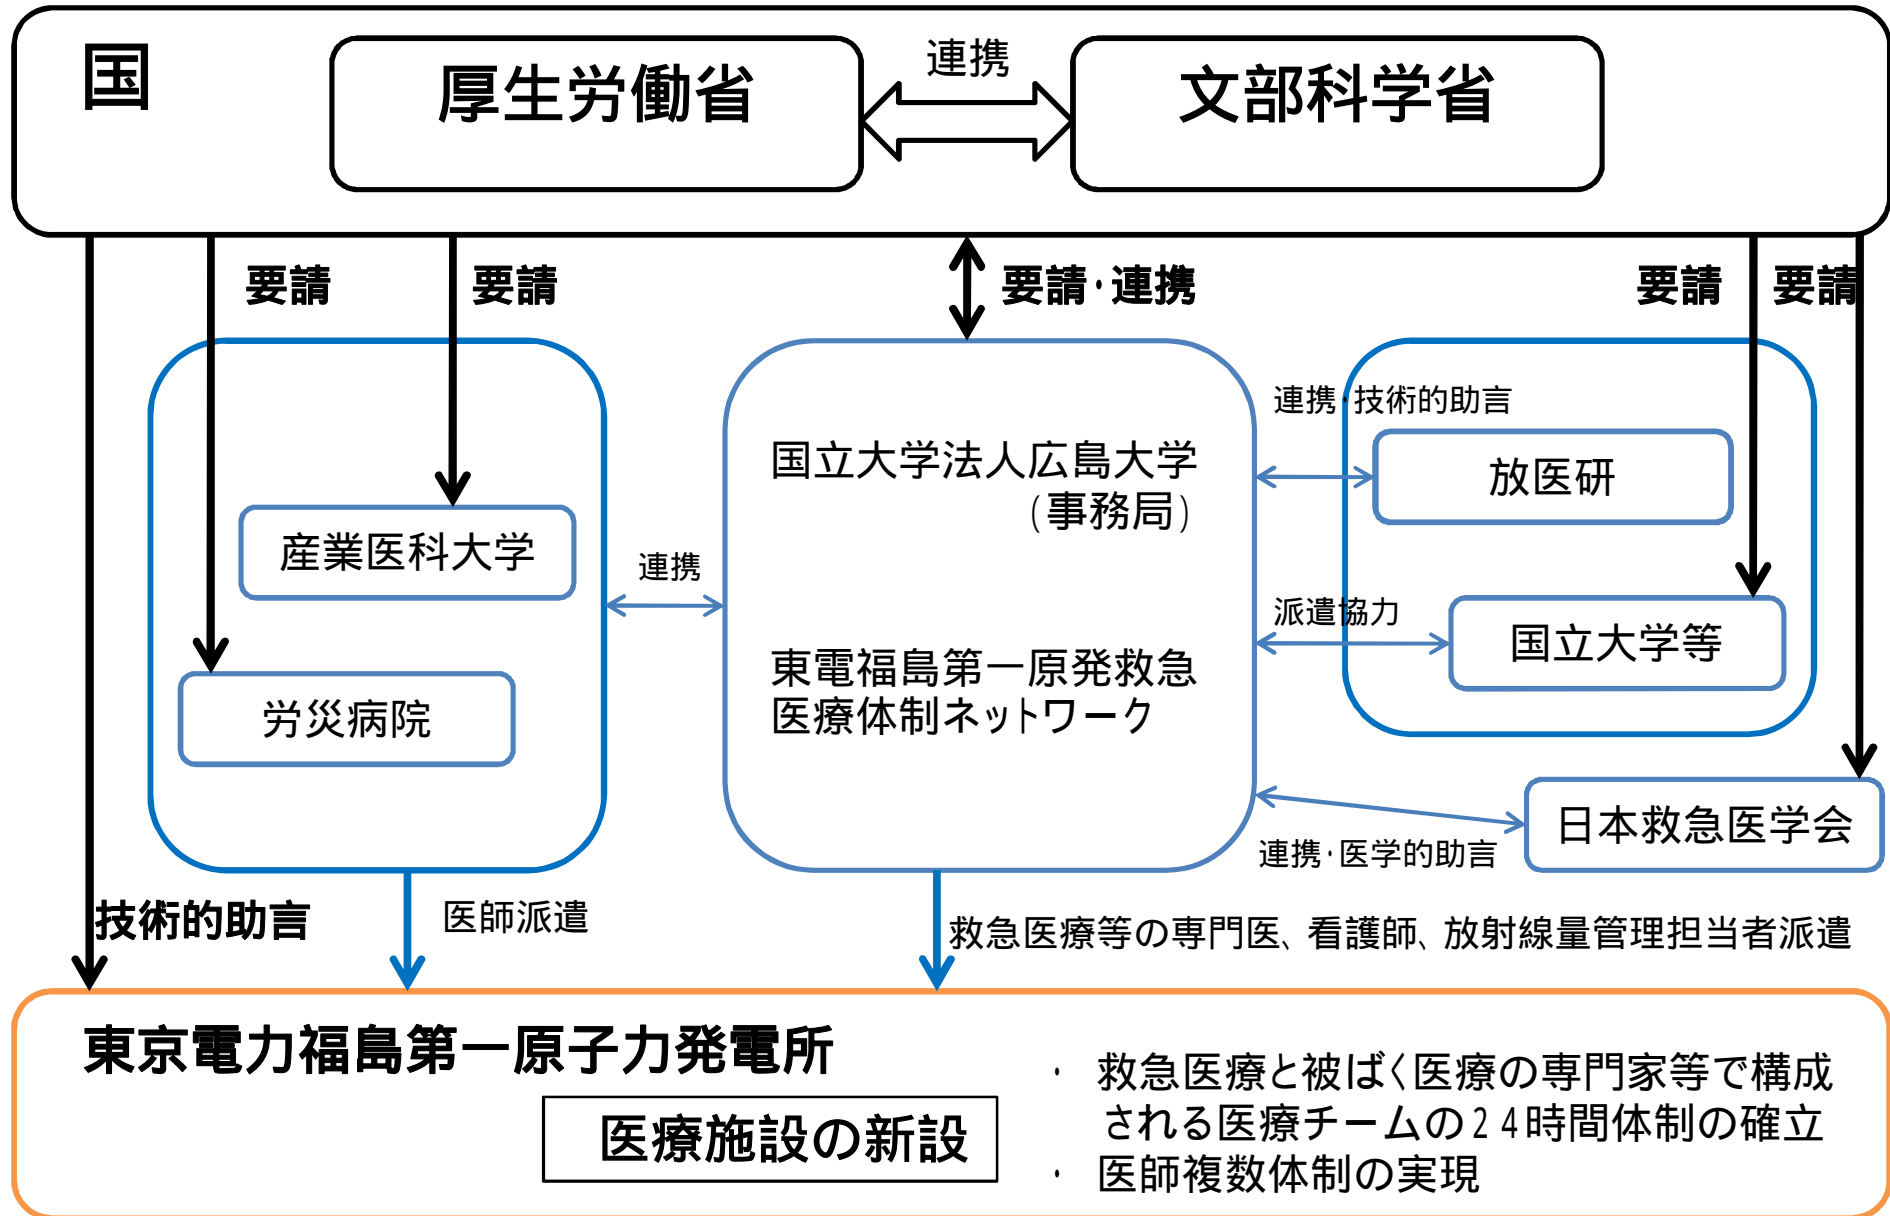 国
厚生労働省
連携
文部科学省
要請
要請
要請・連携
要請
要請
産業医科大学
労災病院
連携
国立大学法人広島大学
（事務局）
東電福島第一原発救急
医療体制ネットワーク
連携・技術的助言
放医研
派遣協力
国立大学等
日本救急医学会
連携・医学的助言
技術的助言
医師派遣
救急医療等の専門医、看護師、放射線量管理担当者派遣
東京電力福島第一原子力発電所
医療施設の新設
・ 救急医療と被ばく医療の専門家等で構成
される医療チームの２４時間体制の確立
・ 医師複数体制の実現